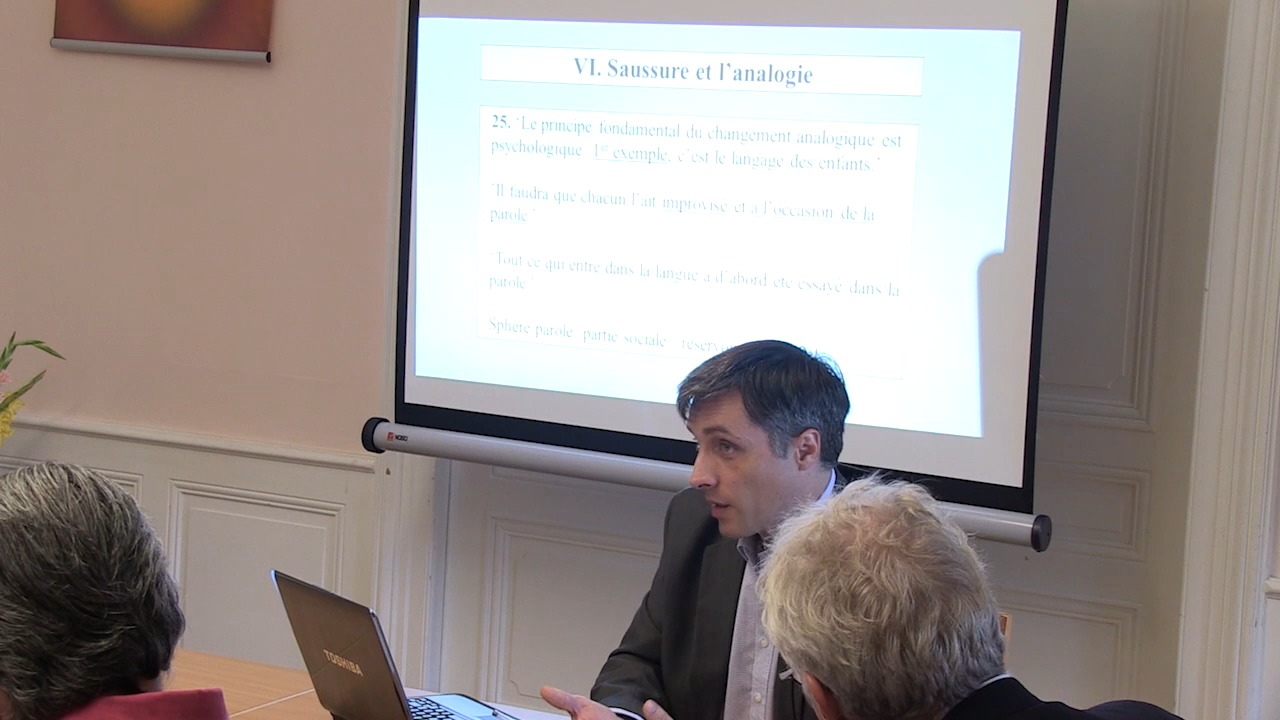 VI. Saussure et l'analogie
25. 'Le principe fondamental du changement analogique est
psychologique. 1er exemple, c'est le langage des enfants.'
'Il faudra que chacun l'ait improvisé et à l'occasion de la
parole.'
'Tout ce qui entre dans la langue a d'abord été essayé dans la
parole.'
Sphère parole, partie sociale
NOBO
TOSHIBA